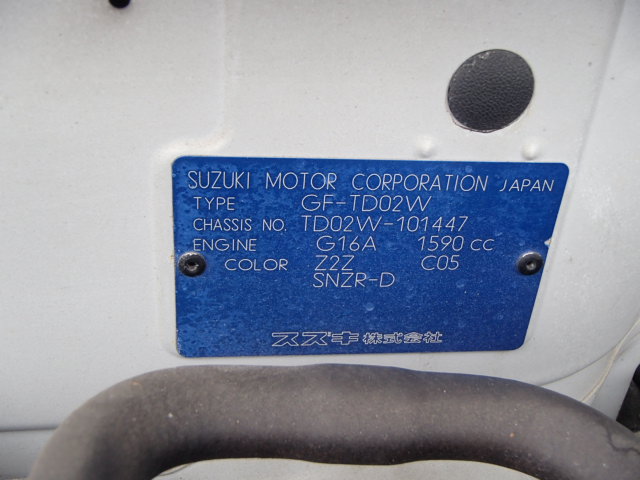 SUZUKI MOTOR CORPORATION JAPAN
TYPE GF-TD02W
CHASSIS NO. TD02W-101447
ENGINE G16A 1590 CC
COLOR Z2Z C05
SNZR-D
スズキ株式会社